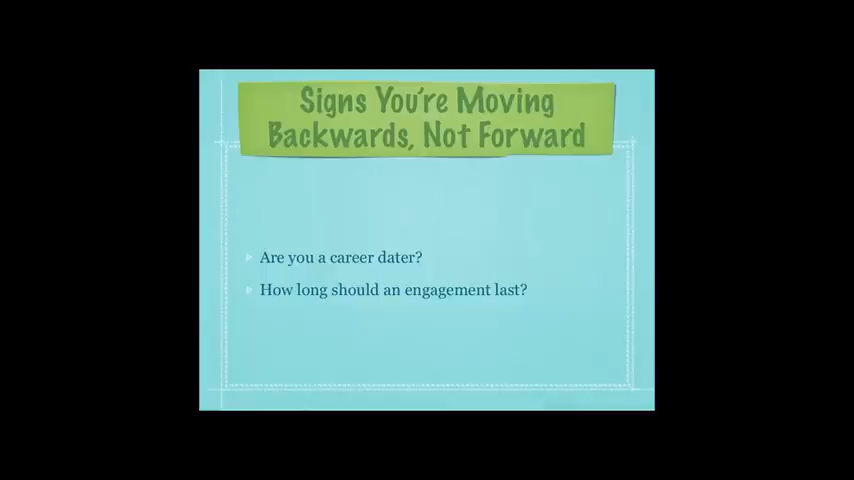 Signs You're Moving
Backwards, Not Forward
Are you a career dater?
How long should an engagement last?